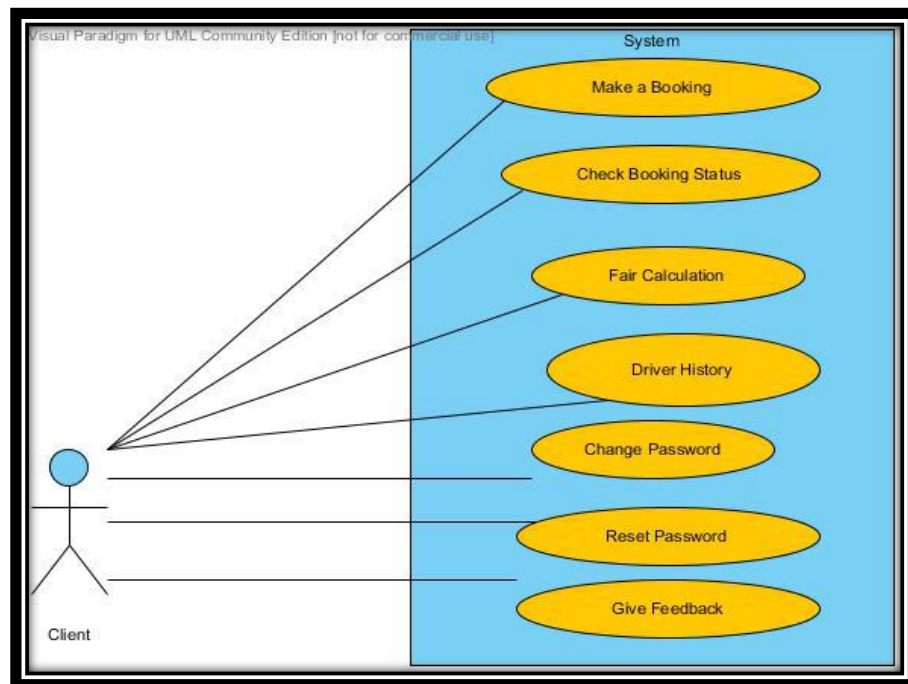 Visual Paradigm for UML Community Edition [not for commercial use]
System
Make a Booking
Check Booking Status
Fair Calculation
Driver History
Change Password
Reset Password
Give Feedback
Client